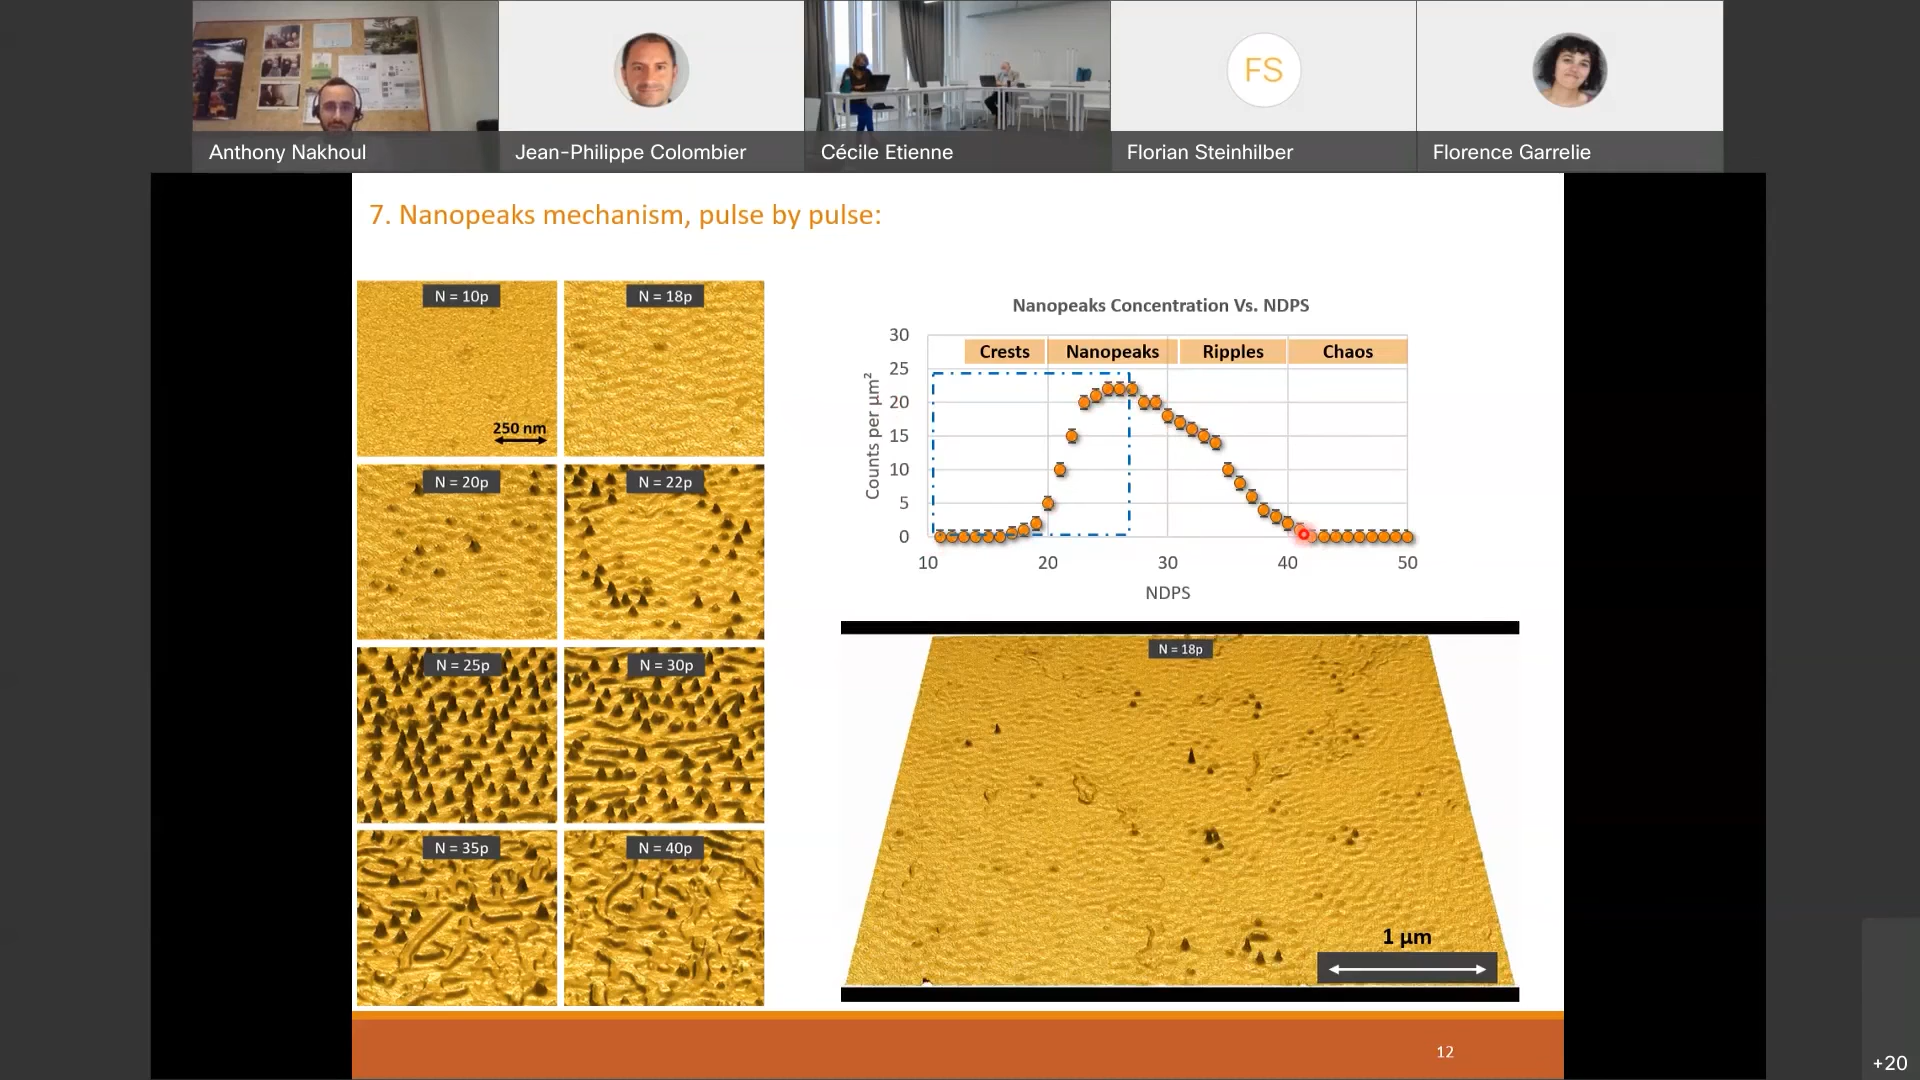 Anthony Nakhoul
Jean-Philippe Colombier
Cécile Etienne
FS
Florian Steinhilber
Florence Garrelie
7. Nanopeaks mechanism, pulse by pulse:
N = 10p
250 nm
N = 18p
N = 20p
N = 22p
N = 25p
N = 30p
N = 35p
N = 40p
Nanopeaks Concentration Vs. NDPS
Crests Nanopeaks Ripples Chaos
Counts per µm²
30
25
20
15
10
5
0
10 20 30 40 50
NDPS
N = 18p
1 µm
12
+20